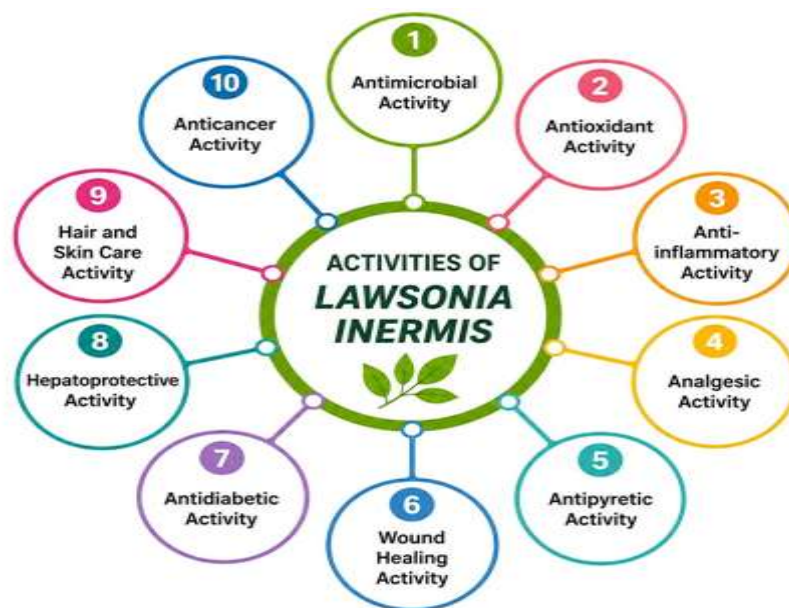 ACTIVITIES OF
LAWSONIA
INERMIS
1
Antimicrobial
Activity
2
Antioxidant
Activity
3
Anti-
inflammatory
Activity
4
Analgesic
Activity
5
Antipyretic
Activity
6
Wound
Healing
Activity
7
Antidiabetic
Activity
8
Hepatoprotective
Activity
9
Hair and
Skin Care
Activity
10
Anticancer
Activity